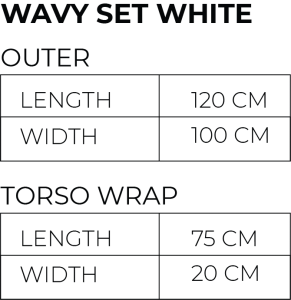 WAVY SET WHITE
OUTER
LENGTH 120 CM
WIDTH 100 CM
TORSO WRAP
LENGTH 75 CM
WIDTH 20 CM